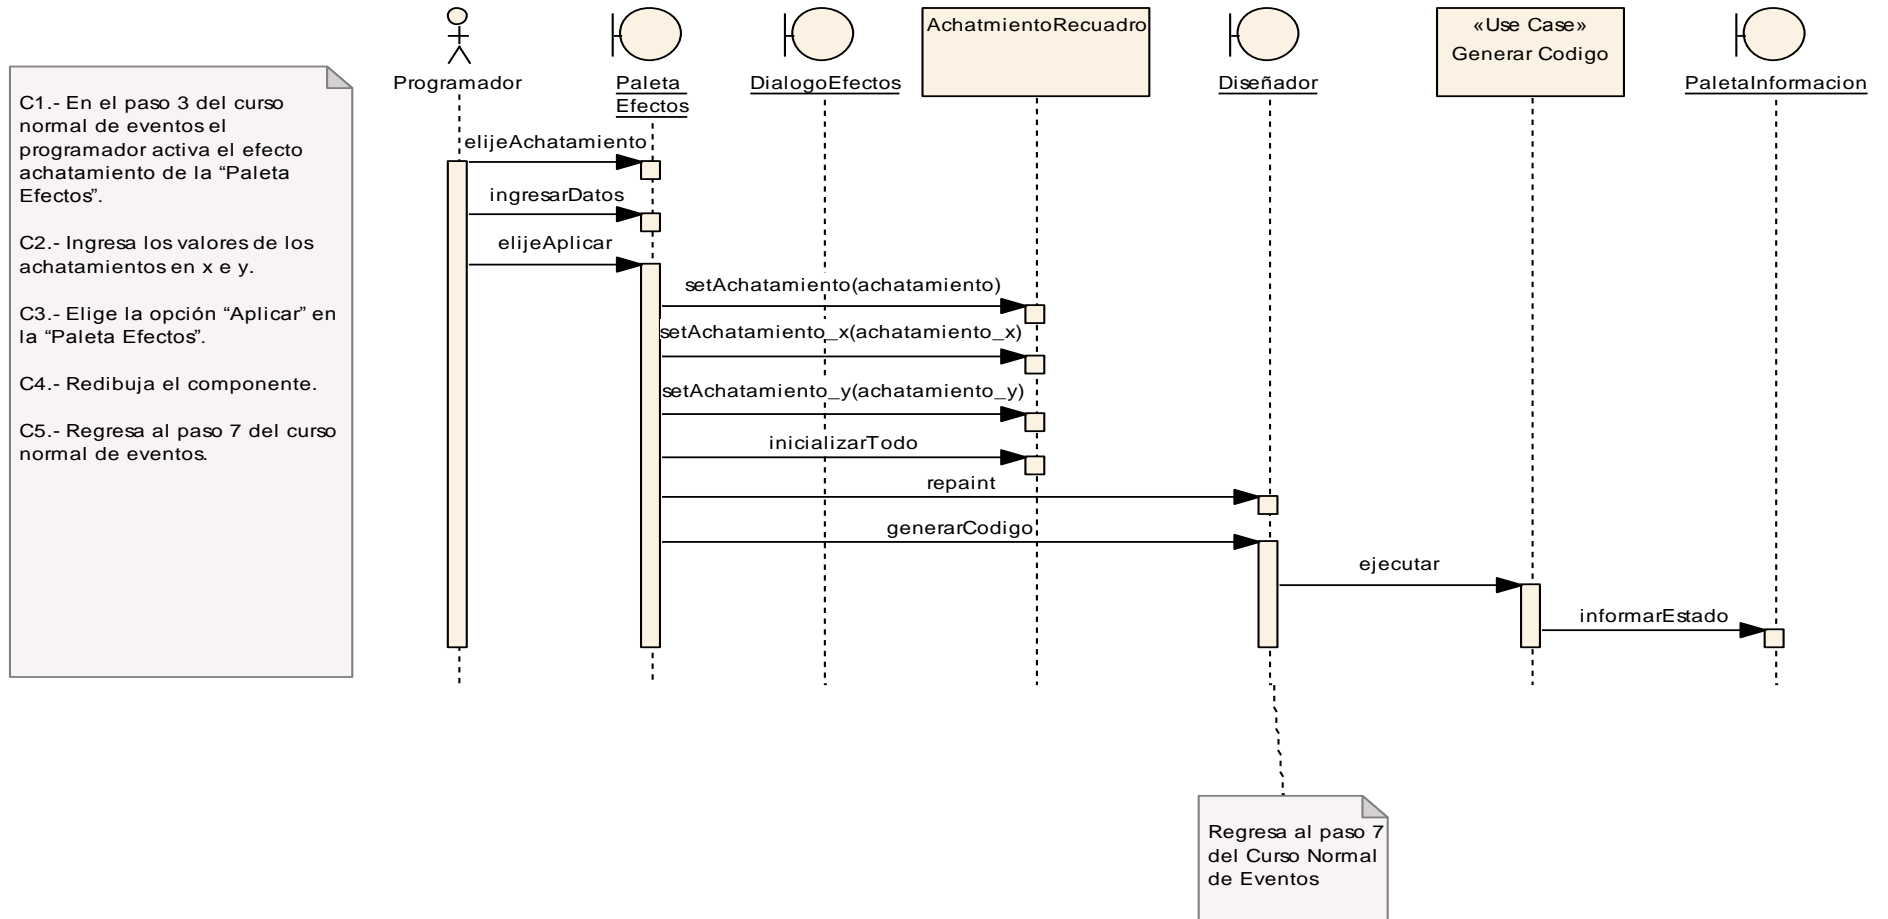 Programador
Paleta
Efectos
DialogoEfectos
AchatmientoRecuadro
Diseñador
«Use Case»
Generar Codigo
PaletaInformacion
C1.- En el paso 3 del curso
normal de eventos el
programador activa el efecto
achatamiento de la “Paleta
Efectos”.
C2.- Ingresa los valores de los
achatamientos en x e y.
C3.- Elige la opción “Aplicar” en
la “Paleta Efectos”.
C4.- Redibuja el componente.
C5.- Regresa al paso 7 del curso
normal de eventos.
elijeAchatamiento
ingresarDatos
elijeAplicar
setAchatamiento(achatamiento)
setAchatamiento_x(achatamiento_x)
setAchatamiento_y(achatamiento_y)
inicializarTodo
repaint
generarCodigo
ejecutar
informarEstado
Regresa al paso 7
del Curso Normal
de Eventos